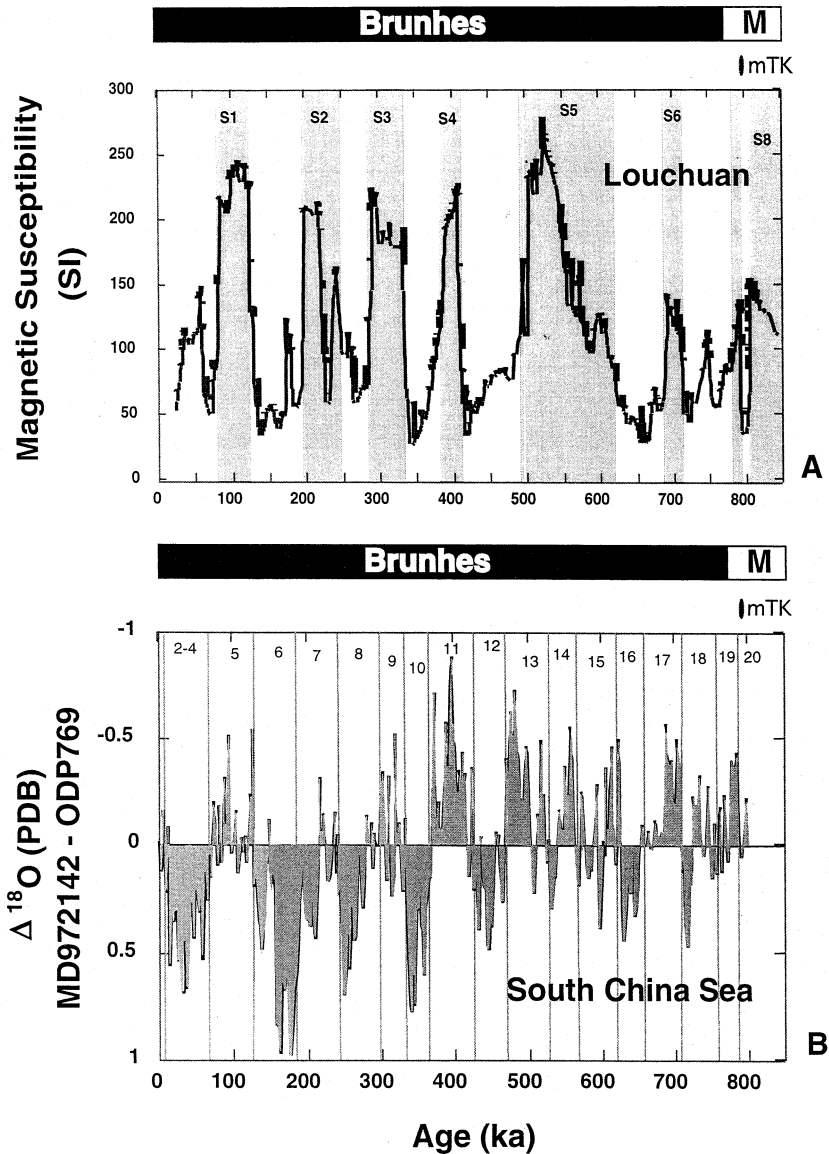 Brunhes M
mTK
Magnetic Susceptibility
(SI)
300
250
200
150
100
50
0
S1 S2 S3 S4 S5 S6 S8
Louchuan
0 100 200 300 400 500 600 700 800
A
Brunhes M
mTK
Δ 18O (PDB)
MD972142 - ODP769
-1
-0.5
0
0.5
1
2-4 5 6 7 8 9 10 11 12 13 14 15 16 17 18 19 20
South China Sea
B
0 100 200 300 400 500 600 700 800
Age (ka)